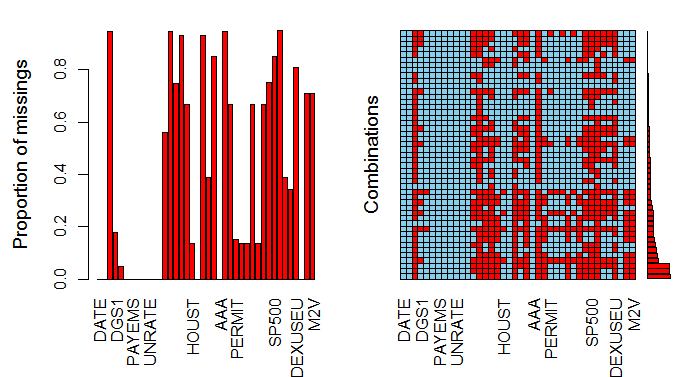 Proportion of missings
0.0 0.2 0.4 0.6 0.8
DATE DGS1 PAYEMS UNRATE HOUST AAA PERMIT SP500 DEXUSEU M2V
Combinations
DATE DGS1 PAYEMS UNRATE HOUST AAA PERMIT SP500 DEXUSEU M2V